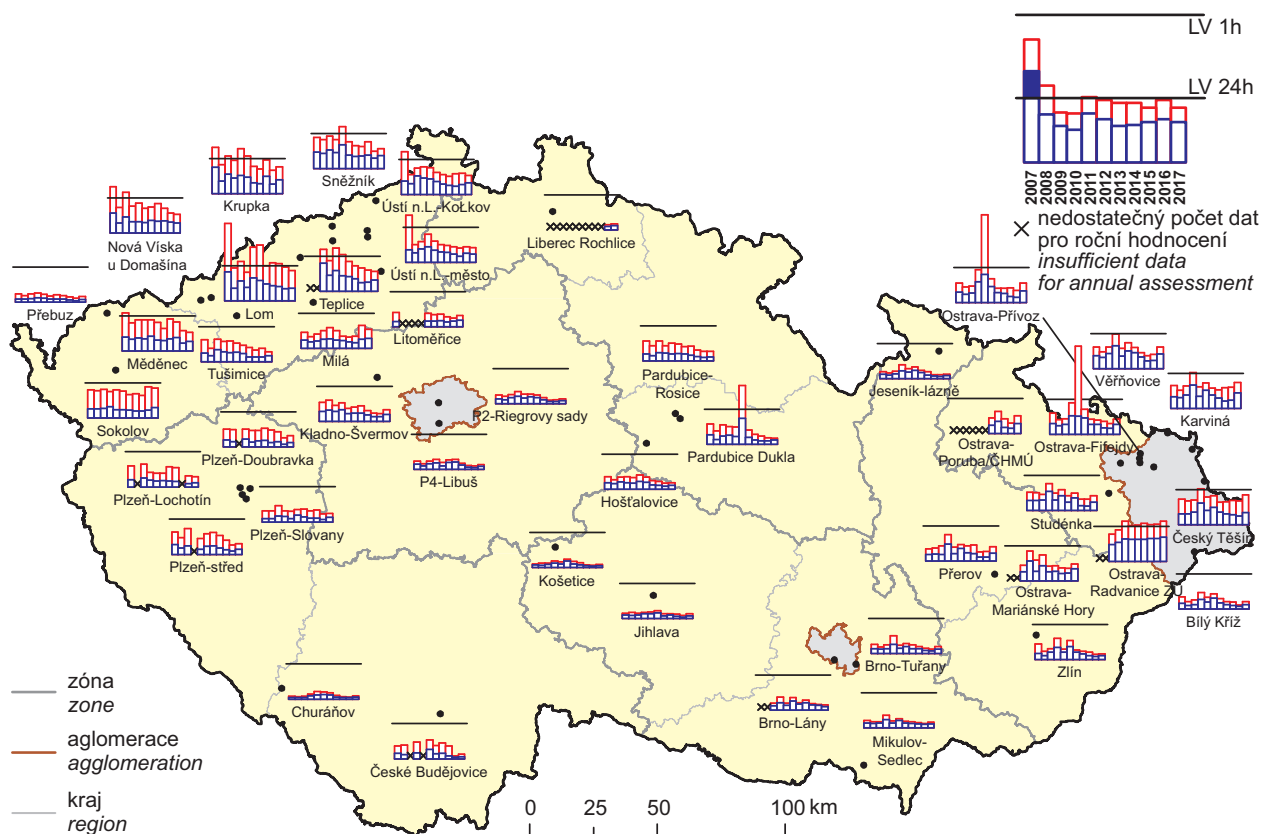 LV 1h
LV 24h
2007
2008
2009
2010
2011
2012
2013
2014
2015
2016
2017
× nedostatečný počet dat
pro roční hodnocení
insufficient data
for annual assessment
Sněžník
Krupka
Ústí n.L.-KoLkov
Nová Víska
u Domašína
Liberec Rochlice
Ústí n.L.-město
Přebuz
Lom
Teplice
Ostrava-Přívoz
Litoměřice
Měděnec
Tušimice
Milá
Pardubice-
Rosice
Jeseník-lázně
Věřňovice
Karviná
Sokolov
Kladno-Švermov
P2-Riegrovy sady
Plzeň-Doubravka
Pardubice Dukla
Ostrava-
Poruba/ČHMÚ
Ostrava-Fifejdy
P4-Libuš
Plzeň-Lochotín
Hošťalovice
Plzeň-Slovany
Studénka
Český Těšín
Plzeň-střed
Košetice
Přerov
Ostrava-
Radvanice ZÚ
Ostrava-
Mariánské Hory
Bílý Kříž
Jihlava
Brno-Tuřany
Zlín
Churáňov
Brno-Lány
Mikulov-
Sedlec
České Budějovice
zóna
zone
aglomerace
agglomeration
kraj
region
0 25 50 100 km